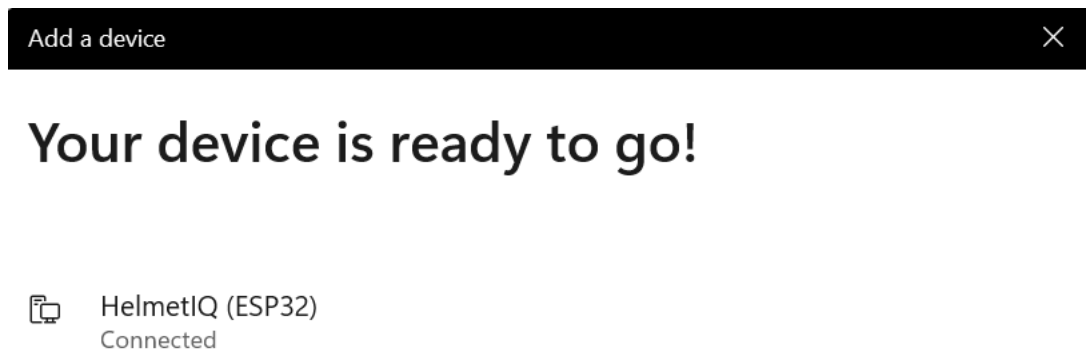 Add a device
Your device is ready to go!
HelmetIQ (ESP32)
Connected